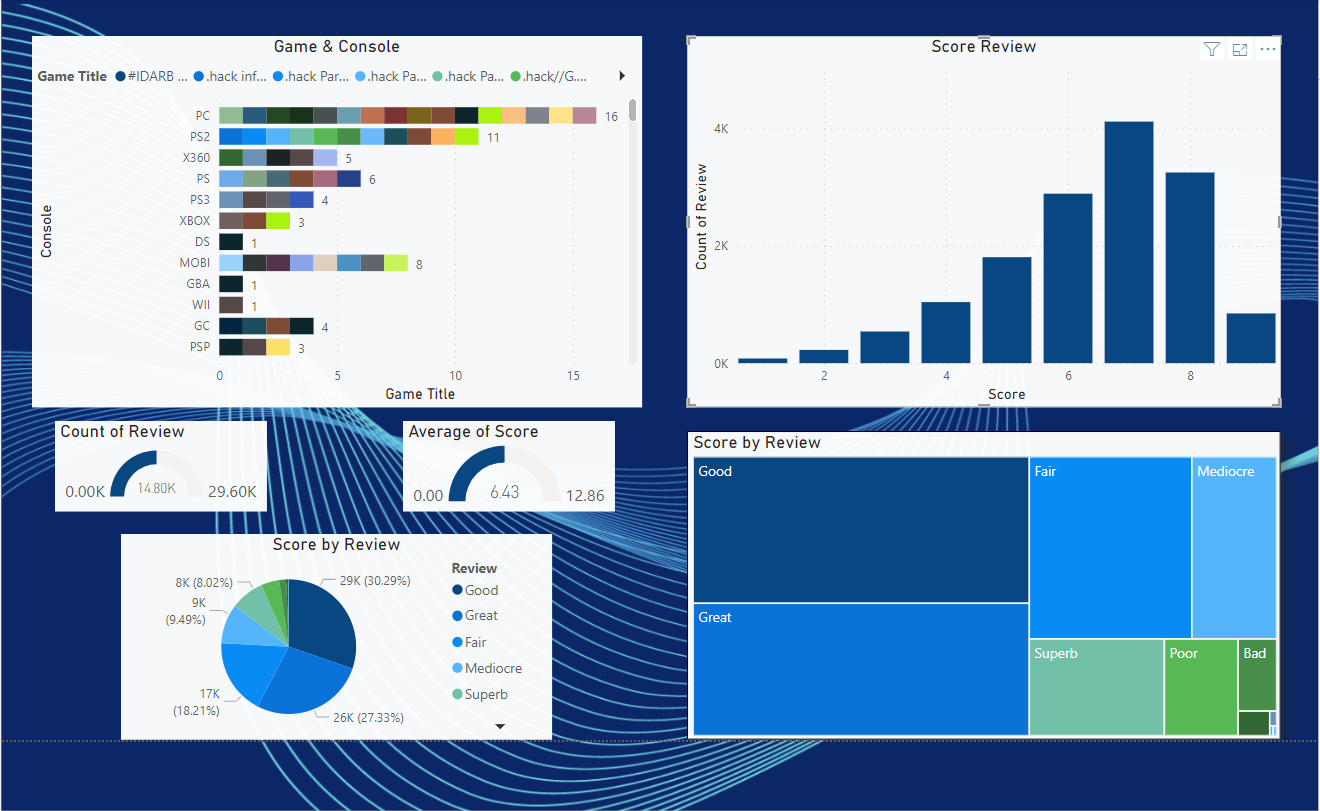 Game & Console
Game Title #IDARB ... .hack inf... .hack Par... .hack Pa... .hack Pa... .hack//G....
Console
PC 16
PS2 11
X360 5
PS 6
PS3 4
XBOX 3
DS 1
MOBI 8
GBA 1
WII 1
GC 4
PSP 3
0 5 10 15
Game Title
Score Review
Count of Review
4K
2K
0K
2 4 6 8
Score
Count of Review
0.00K 14.80K 29.60K
Average of Score
0.00 6.43 12.86
Score by Review
29K (30.29%)
26K (27.33%)
17K
(18.21%)
9K
(9.49%)
8K (8.02%)
Review
Good
Great
Fair
Mediocre
Superb
Score by Review
Good
Great
Fair
Mediocre
Superb
Poor
Bad